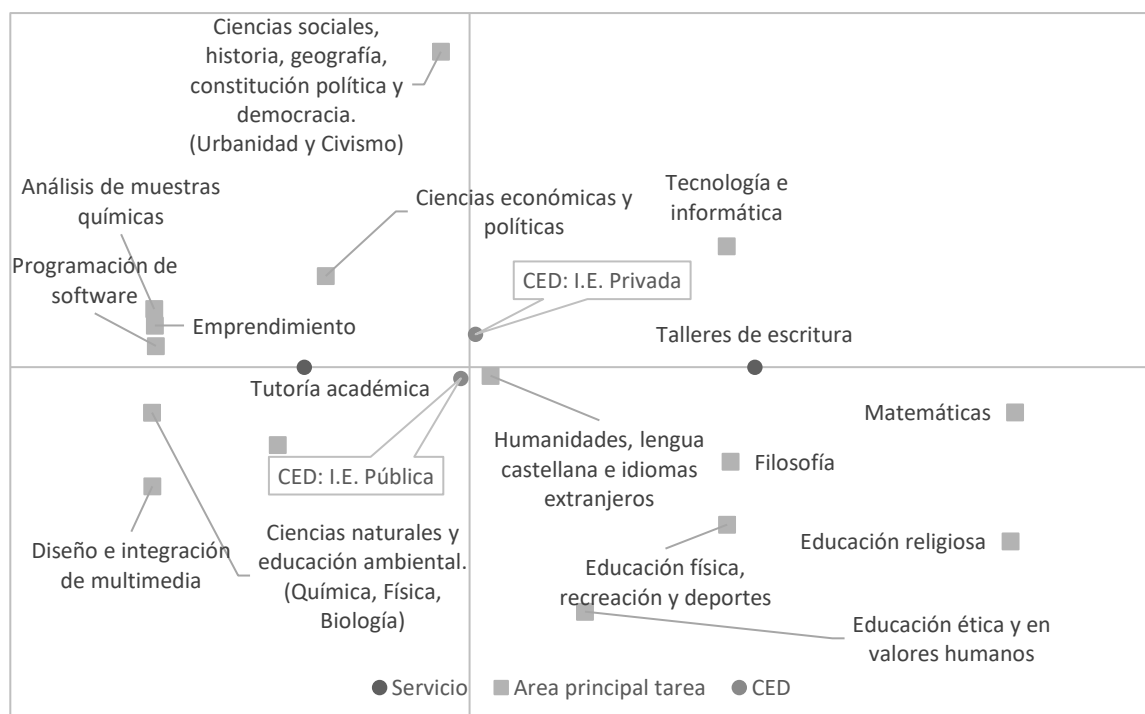 Ciencias sociales,
historia, geografía,
constitución política y
democracia.
(Urbanidad y Civismo)
Análisis de muestras
químicas
Ciencias económicas y
políticas
Tecnología e
informática
Programación de
software
CED: I.E. Privada
Emprendimiento
Talleres de escritura
Tutoría académica
Matemáticas
Humanidades, lengua
castellana e idiomas
extranjeros
Filosofía
CED: I.E. Pública
Diseño e integración
de multimedia
Ciencias naturales y
educación ambiental.
(Química, Física,
Biología)
Educación religiosa
Educación física,
recreación y deportes
Educación ética y en
valores humanos
Servicio
Area principal tarea
CED